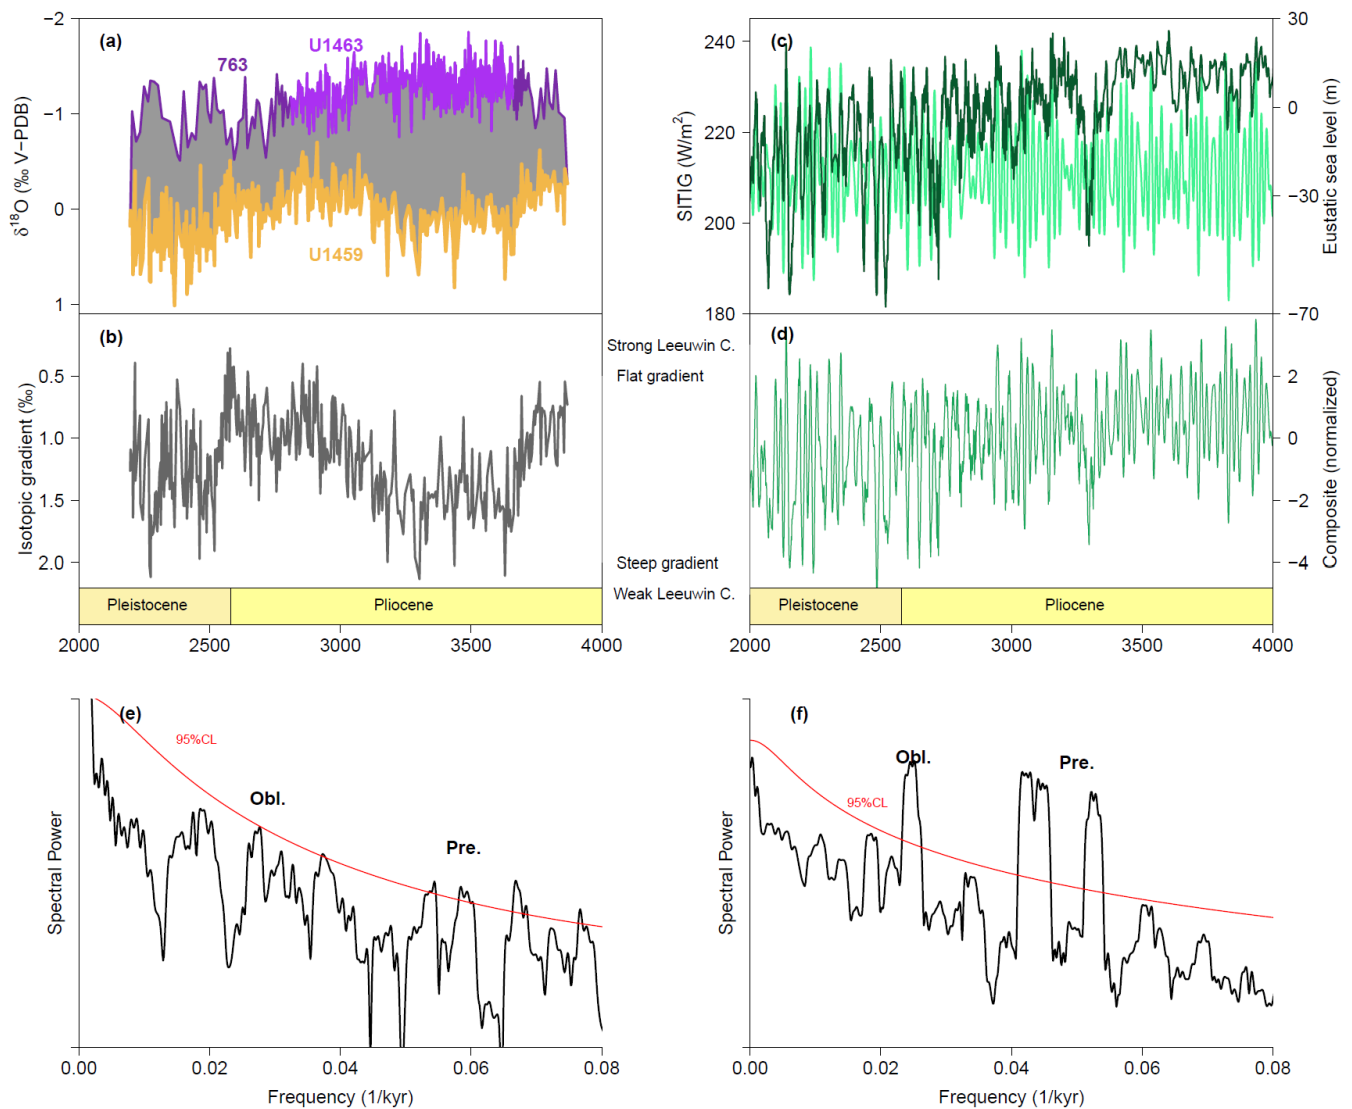 (a)
763
U1463
U1459
δ¹⁸O (‰ V−PDB)
−2
−1
0
1
(b)
Isotopic gradient (‰)
0.5
1.0
1.5
2.0
Strong Leeuwin C.
Flat gradient
Steep gradient
Weak Leeuwin C.
Pleistocene
Pliocene
2000
2500
3000
3500
4000
(c)
SITIG (W/m²)
240
220
200
180
30
0
−30
−70
Eustatic sea level (m)
(d)
2
0
−2
−4
Composite (normalized)
Pleistocene
Pliocene
2000
2500
3000
3500
4000
(e)
95%CL
Obl.
Pre.
Spectral Power
0.00
0.02
0.04
0.06
0.08
Frequency (1/kyr)
(f)
Obl.
Pre.
95%CL
Spectral Power
0.00
0.02
0.04
0.06
0.08
Frequency (1/kyr)